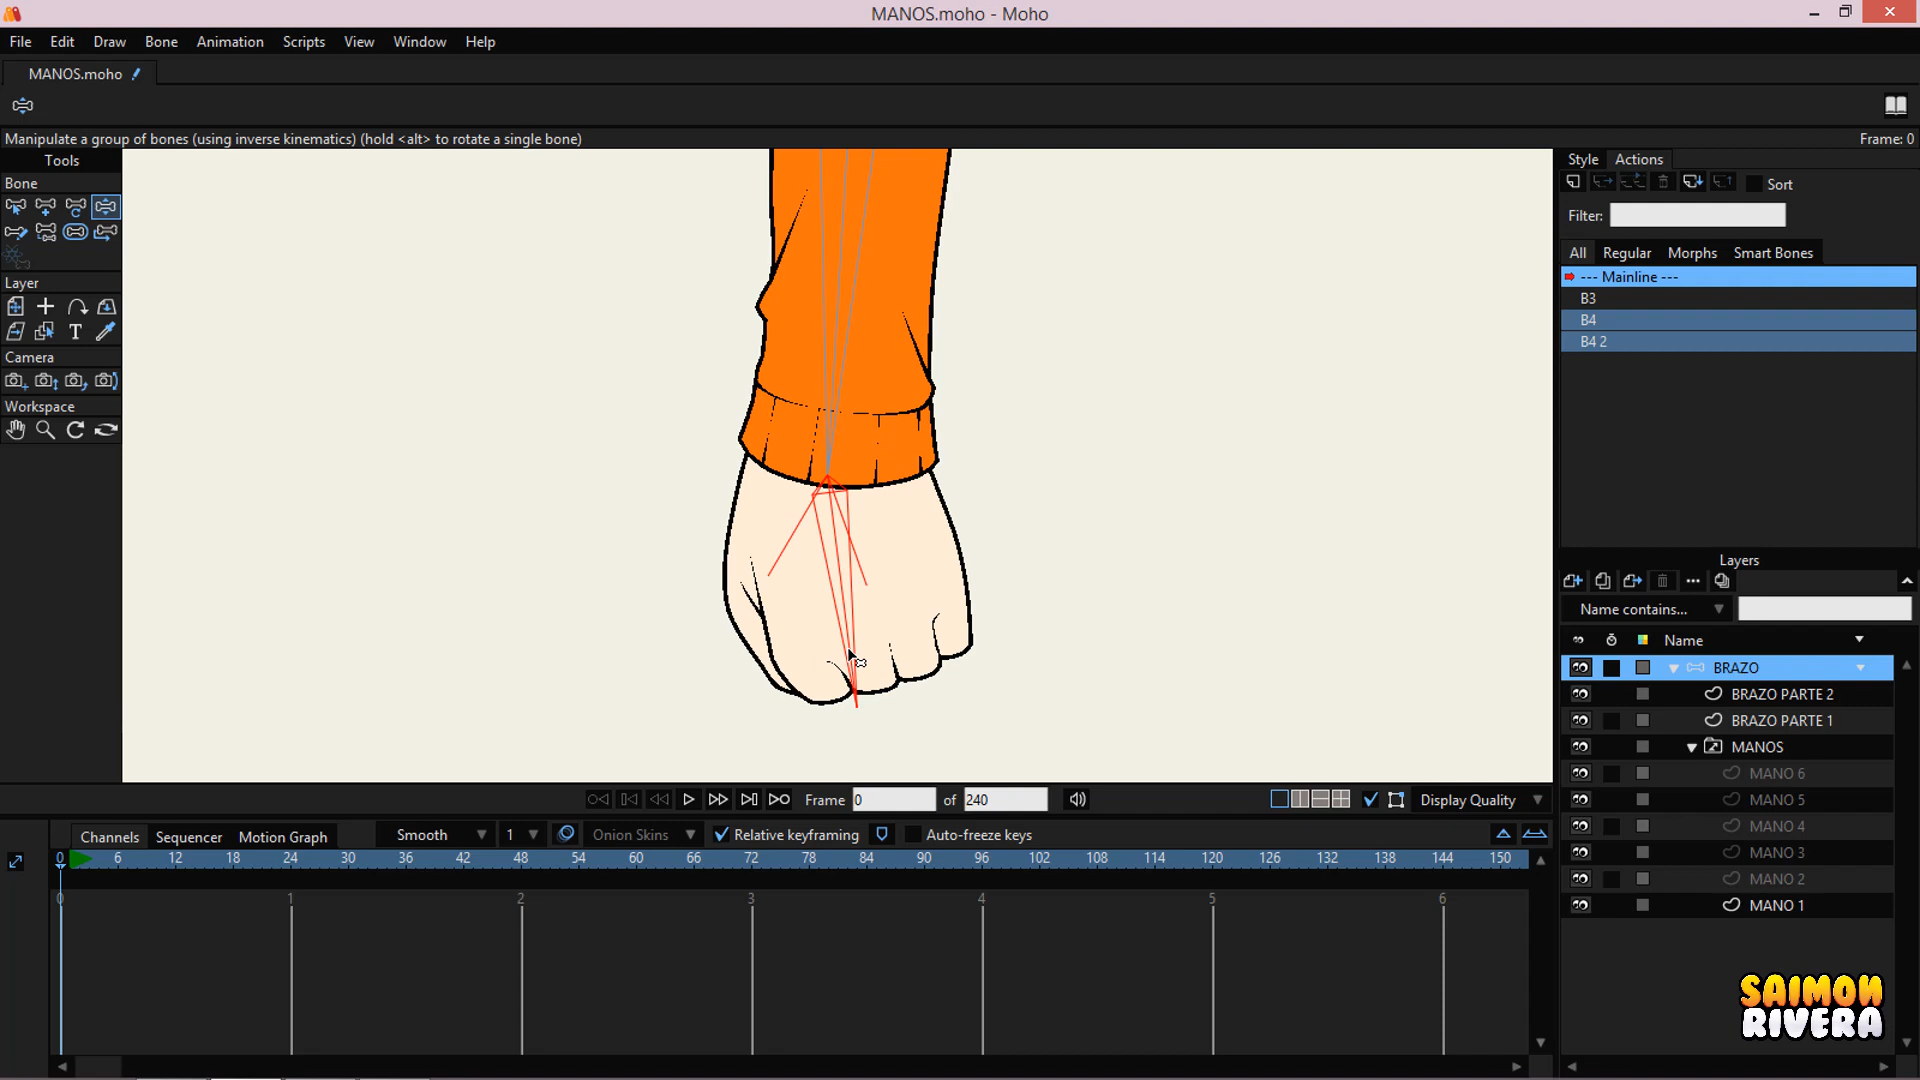 MANOS.moho - Moho
File Edit Draw Bone Animation Scripts View Window Help
MANOS.moho
Manipulate a group of bones (using inverse kinematics) (hold <alt> to rotate a single bone)
Frame: 0
Tools
Bone
Layer
T
Camera
Workspace
Style Actions
Sort
Filter:
All Regular Morphs Smart Bones
--- Mainline ---
B3
B4
B4 2
Layers
Name contains...
Name
BRAZO
BRAZO PARTE 2
BRAZO PARTE 1
MANOS
MANO 6
MANO 5
MANO 4
MANO 3
MANO 2
MANO 1
Frame 0 of 240
Display Quality
Channels Sequencer Motion Graph Smooth 1 Onion Skins Relative keyframing Auto-freeze keys
0 6 12 18 24 30 36 42 48 54 60 66 72 78 84 90 96 102 108 114 120 126 132 138 144 150
0 1 2 3 4 5 6
SAIMON
RIVERA